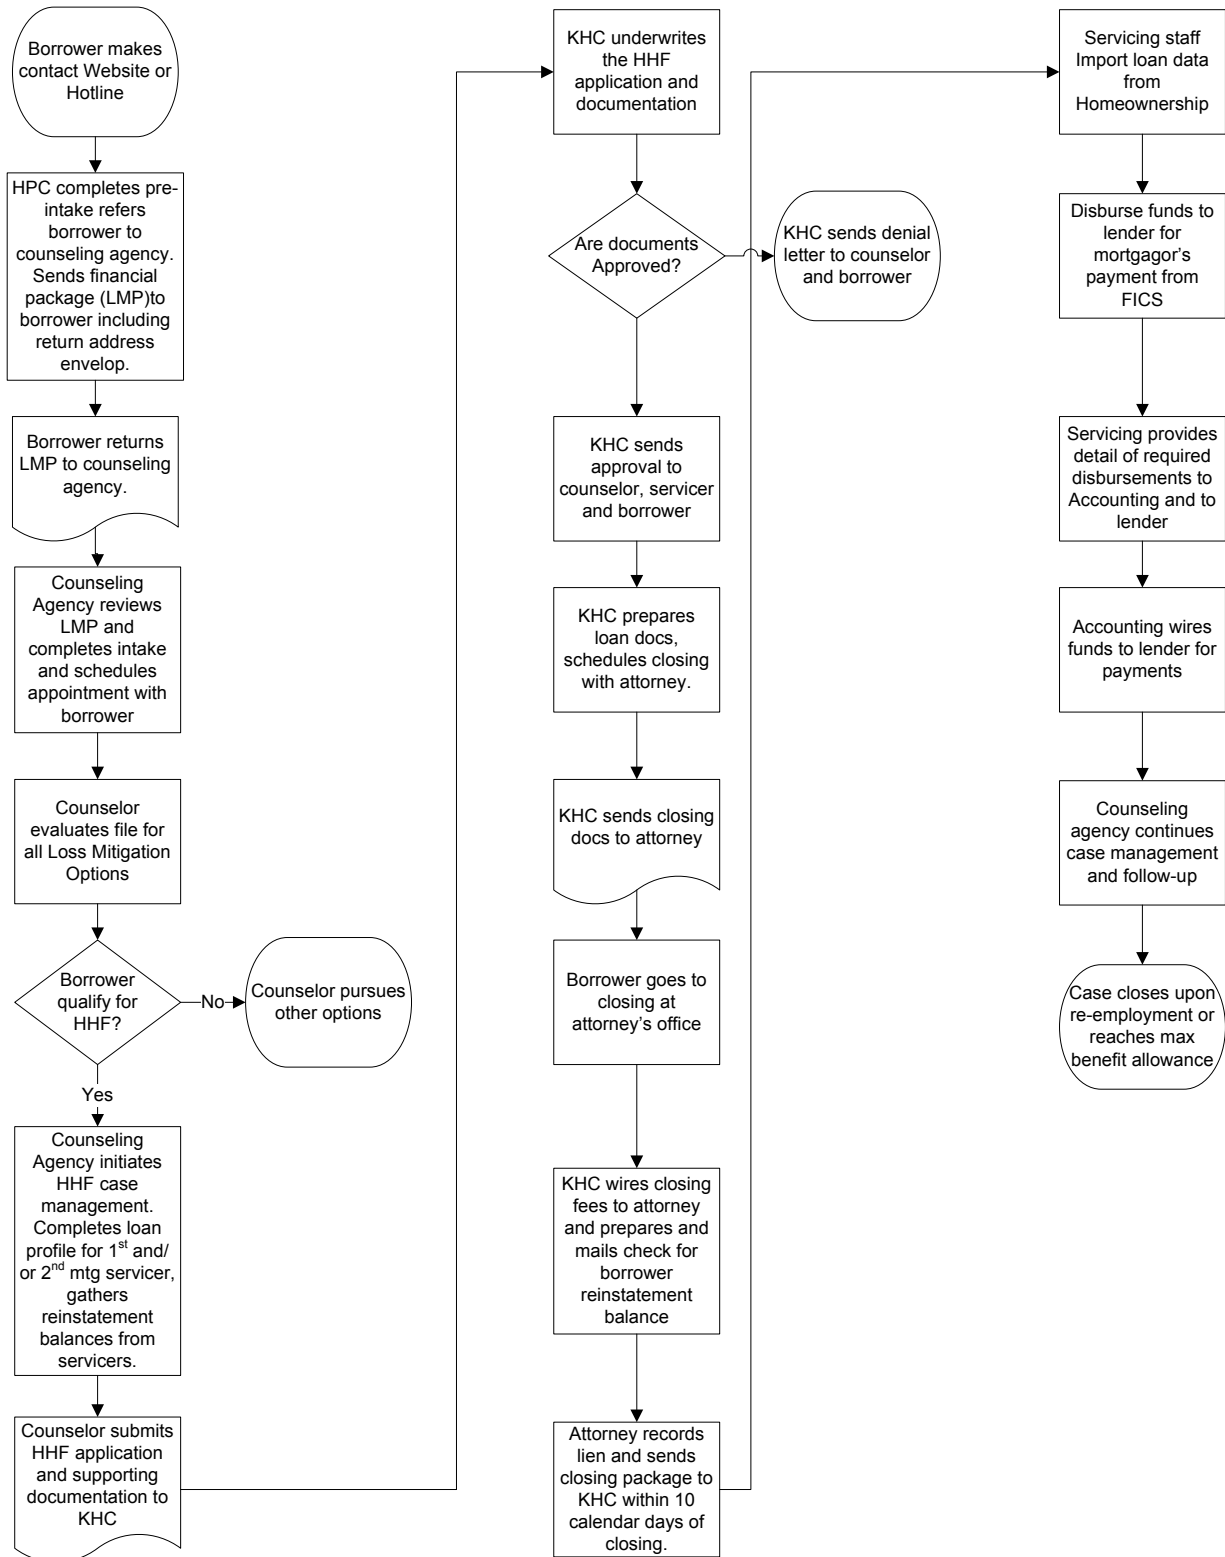 Borrower makes
contact Website or
Hotline
HPC completes pre-
intake refers
borrower to
counseling agency.
Sends financial
package (LMP)to
borrower including
return address
envelop.
Borrower returns
LMP to counseling
agency.
Counseling
Agency reviews
LMP and
completes intake
and schedules
appointment with
borrower
Counselor
evaluates file for
all Loss Mitigation
Options
Borrower
qualify for
HHF?
No
Counselor pursues
other options
Yes
Counseling
Agency initiates
HHF case
management.
Completes loan
profile for 1st and/
or 2nd mtg servicer,
gathers
reinstatement
balances from
servicers.
Counselor submits
HHF application
and supporting
documentation to
KHC
KHC underwrites
the HHF
application and
documentation
Are documents
Approved?
KHC sends denial
letter to counselor
and borrower
KHC sends
approval to
counselor, servicer
and borrower
KHC prepares
loan docs,
schedules closing
with attorney.
KHC sends closing
docs to attorney
Borrower goes to
closing at
attorney's office
KHC wires closing
fees to attorney
and prepares and
mails check for
borrower
reinstatement
balance
Attorney records
lien and sends
closing package to
KHC within 10
calendar days of
closing.
Servicing staff
Import loan data
from
Homeownership
Disburse funds to
lender for
mortgagor's
payment from
FICS
Servicing provides
detail of required
disbursements to
Accounting and to
lender
Accounting wires
funds to lender for
payments
Counseling
agency continues
case management
and follow-up
Case closes upon
re-employment or
reaches max
benefit allowance